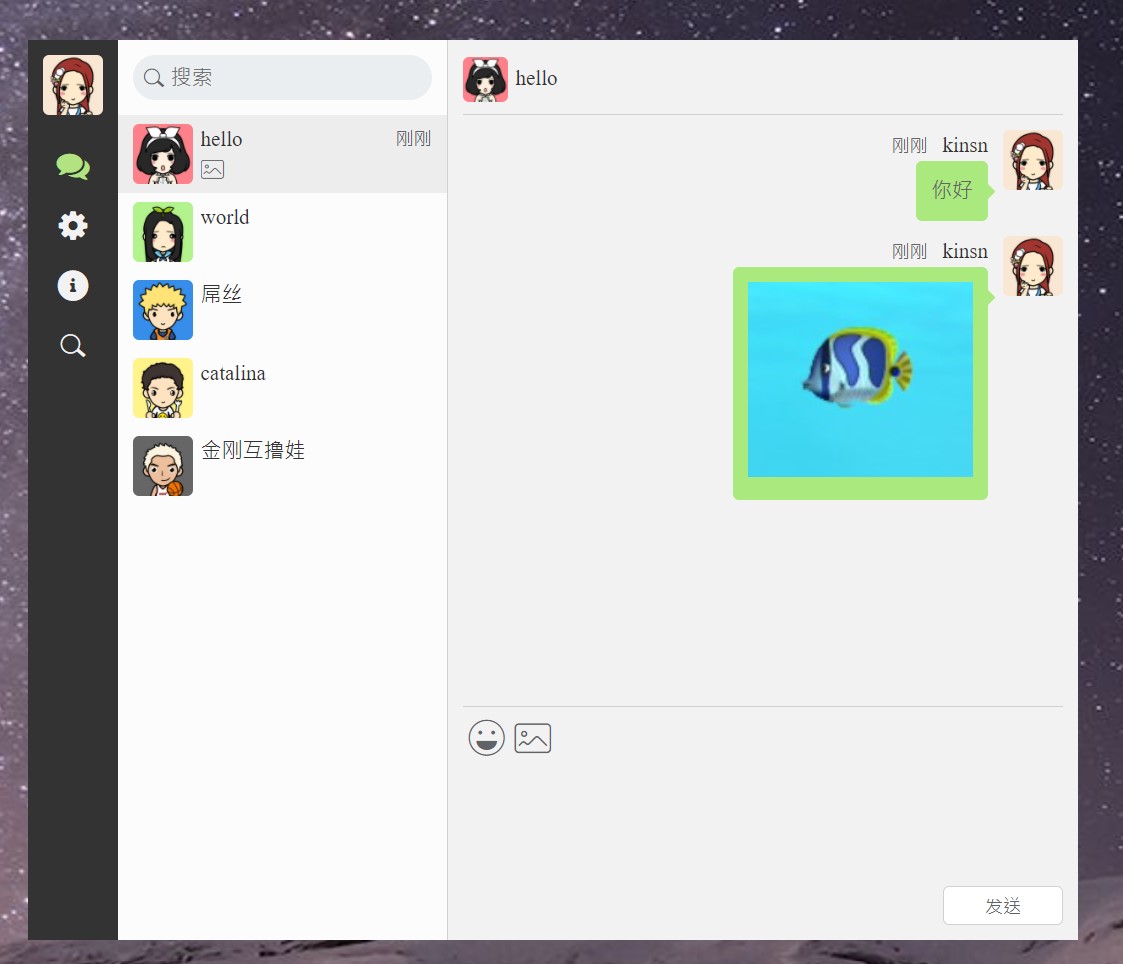 搜索
hello 刚刚
world
屌丝
catalina
金刚互撸娃
hello
刚刚 kinsn
你好
刚刚 kinsn
发送